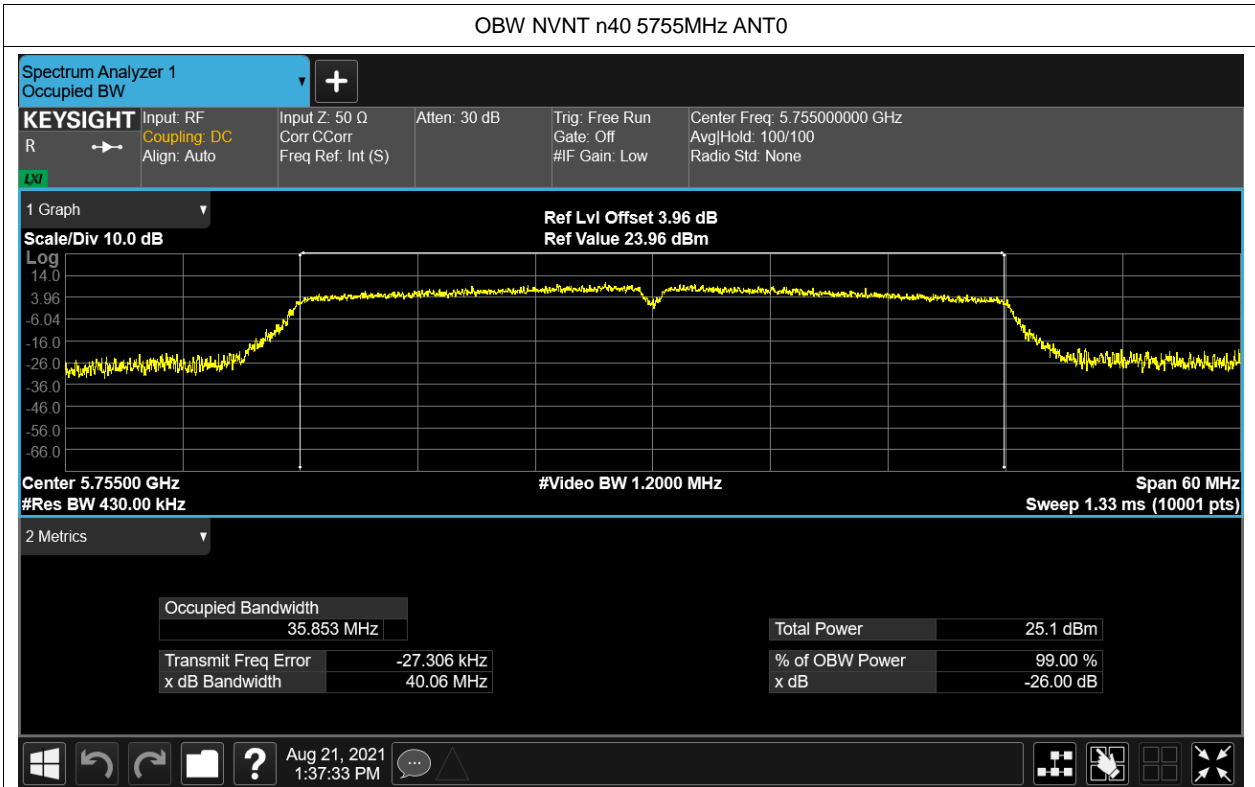 OBW NVNT n40 5755MHz ANT0
Spectrum Analyzer 1
Occupied BW
KEYSIGHT
R
LXI
Input: RF
Coupling: DC
Align: Auto
Input Z: 50 Ω
Corr CCorr
Freq Ref: Int (S)
Atten: 30 dB
Trig: Free Run
Gate: Off
#IF Gain: Low
Center Freq: 5.755000000 GHz
Avg|Hold: 100/100
Radio Std: None
1 Graph
Ref Lvl Offset 3.96 dB
Scale/Div 10.0 dB
Ref Value 23.96 dBm
Log
14.0
3.96
-6.04
-16.0
-26.0
-36.0
-46.0
-56.0
-66.0
Center 5.75500 GHz
#Video BW 1.2000 MHz
Span 60 MHz
#Res BW 430.00 kHz
Sweep 1.33 ms (10001 pts)
2 Metrics
Occupied Bandwidth
35.853 MHz
Total Power 25.1 dBm
Transmit Freq Error -27.306 kHz
% of OBW Power 99.00 %
x dB Bandwidth 40.06 MHz
x dB -26.00 dB
?
Aug 21, 2021
1:37:33 PM